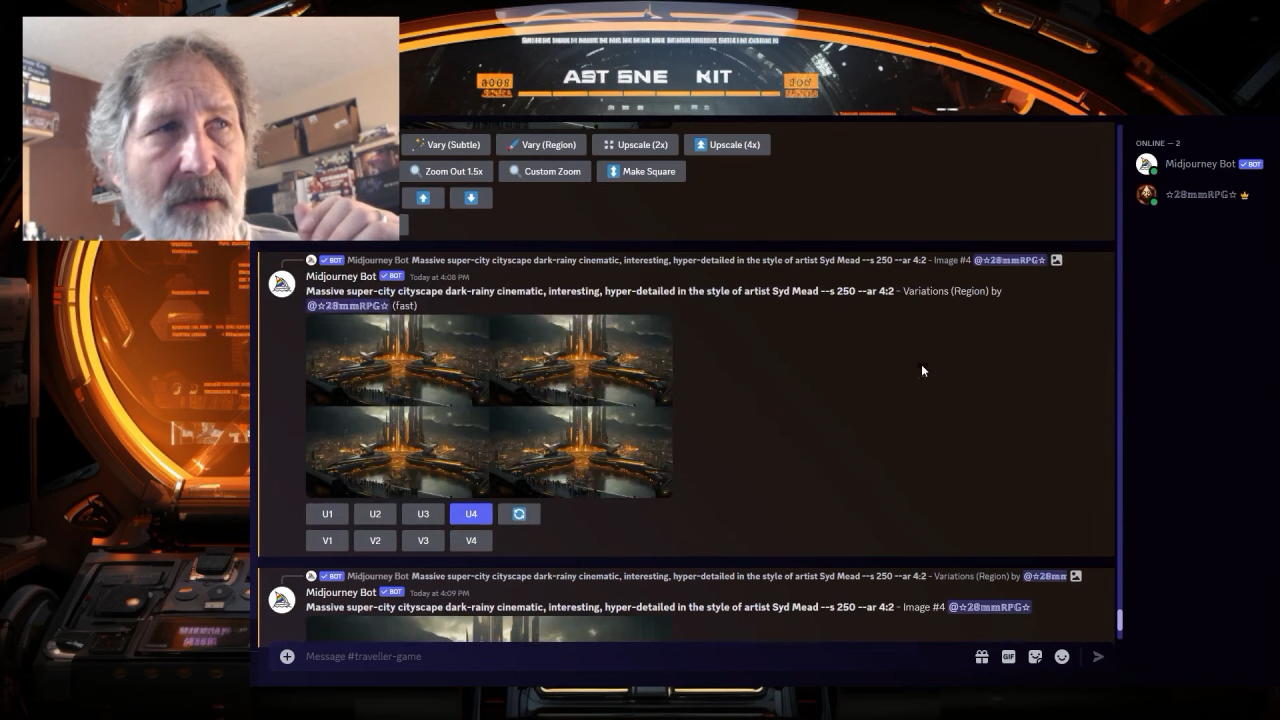 AST SNE KIT
Vary (Subtle)
Vary (Region)
Upscale (2x)
Upscale (4x)
Zoom Out 1.5x
Custom Zoom
Make Square
ONLINE — 2
Midjourney Bot BOT
☆28mmRPG☆
BOT Midjourney Bot Massive super-city cityscape dark-rainy cinematic, interesting, hyper-detailed in the style of artist Syd Mead --s 250 --ar 4:2 - Image #4 @☆28mmRPG☆
Midjourney Bot BOT Today at 4:08 PM
Massive super-city cityscape dark-rainy cinematic, interesting, hyper-detailed in the style of artist Syd Mead --s 250 --ar 4:2 - Variations (Region) by
@☆28mmRPG☆ (fast)
U1 U2 U3 U4
V1 V2 V3 V4
BOT Midjourney Bot Massive super-city cityscape dark-rainy cinematic, interesting, hyper-detailed in the style of artist Syd Mead --s 250 --ar 4:2 - Variations (Region) by @☆28mm
Midjourney Bot BOT Today at 4:09 PM
Massive super-city cityscape dark-rainy cinematic, interesting, hyper-detailed in the style of artist Syd Mead --s 250 --ar 4:2 - Image #4 @☆28mmRPG☆
Message #traveller-game
GIF